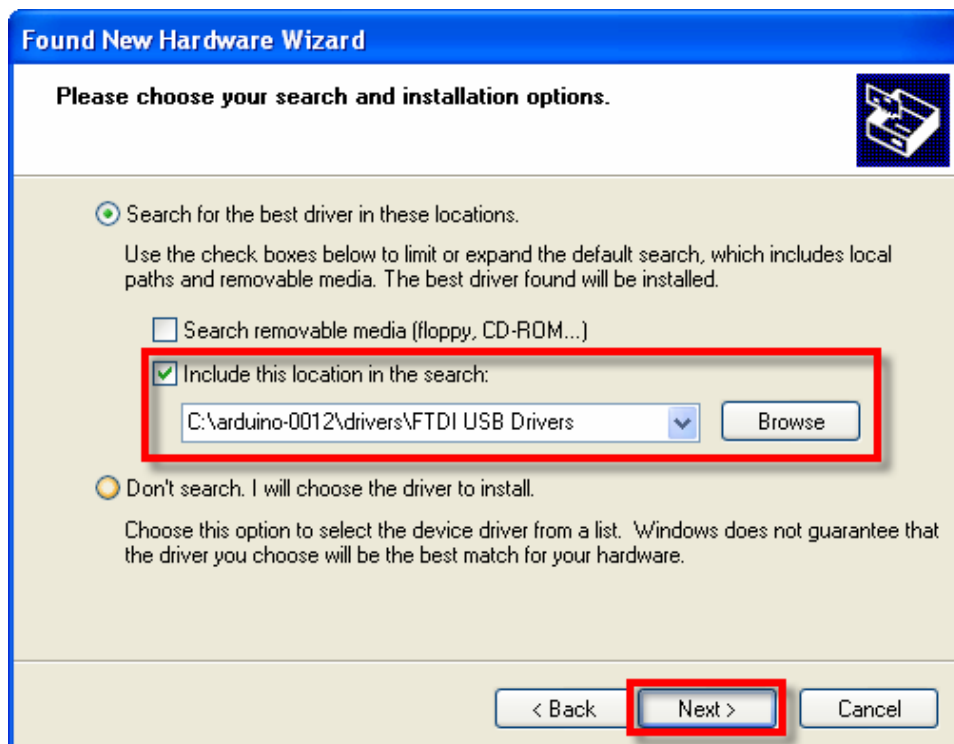 Found New Hardware Wizard
Please choose your search and installation options.
Search for the best driver in these locations.
Use the check boxes below to limit or expand the default search, which includes local
paths and removable media. The best driver found will be installed.
Search removable media (floppy, CD-ROM...)
Include this location in the search:
C:\arduino-0012\drivers\FTDI USB Drivers
Browse
Don't search. I will choose the driver to install.
Choose this option to select the device driver from a list. Windows does not guarantee that
the driver you choose will be the best match for your hardware.
< Back Next > Cancel